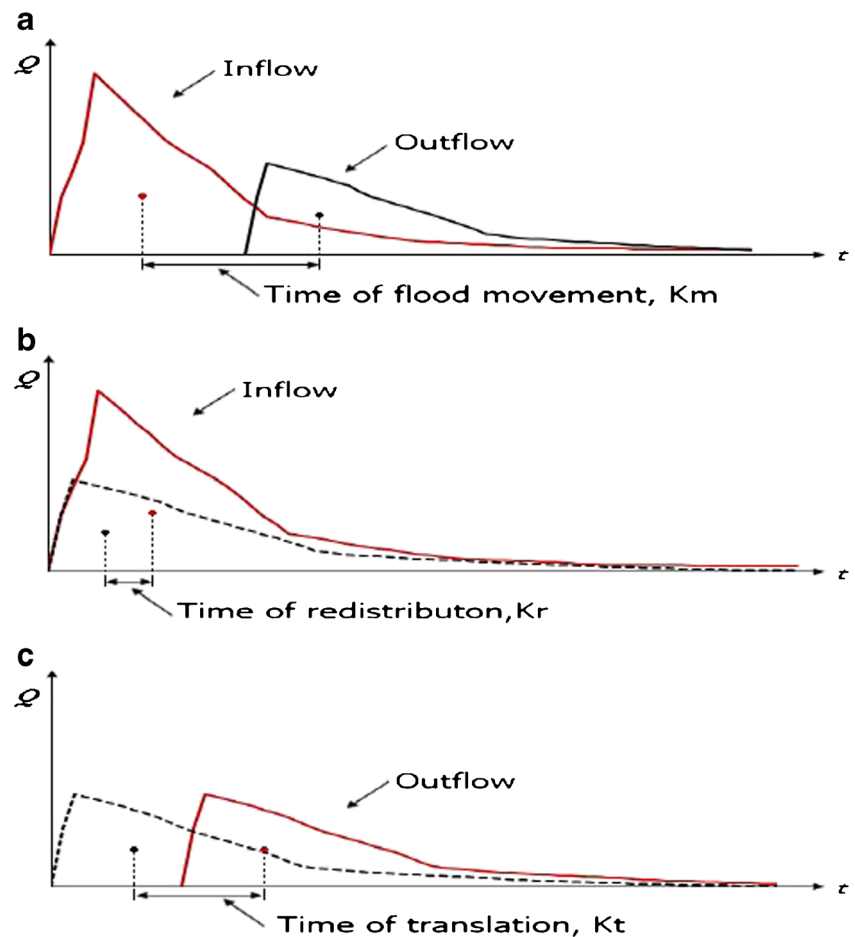 a
Q
Inflow
Outflow
t
Time of flood movement, Km
b
Q
Inflow
t
Time of redistributon,Kr
c
Q
Outflow
t
Time of translation, Kt